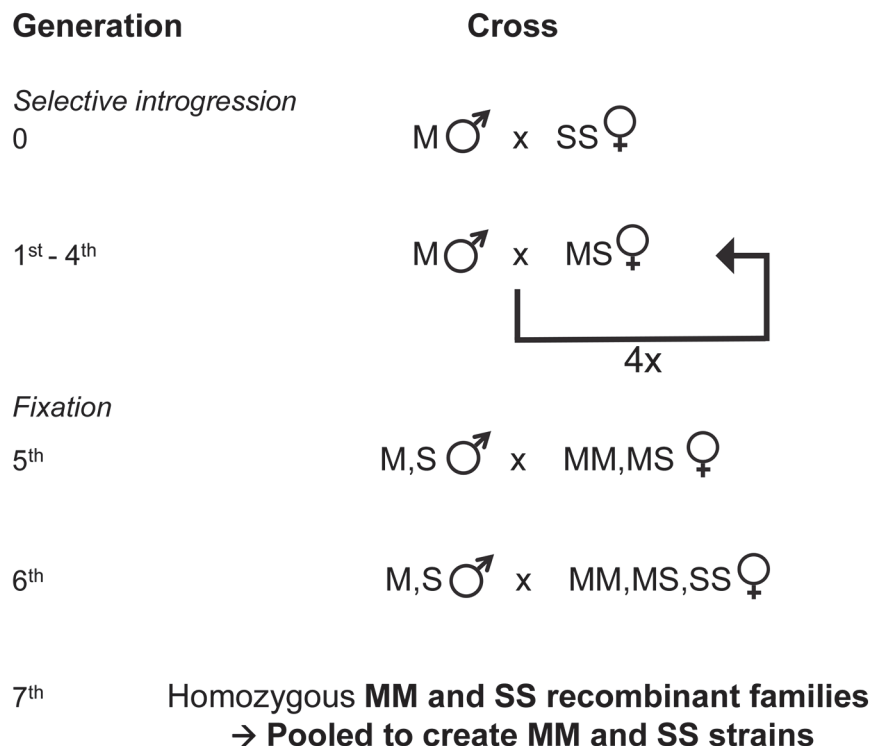 Generation Cross
Selective introgression
0 M♂ x SS♀
1st - 4th M♂ x MS♀
4x
Fixation
5th M,S ♂ x MM,MS ♀
6th M,S♂ x MM,MS,SS♀
7th Homozygous MM and SS recombinant families
→ Pooled to create MM and SS strains